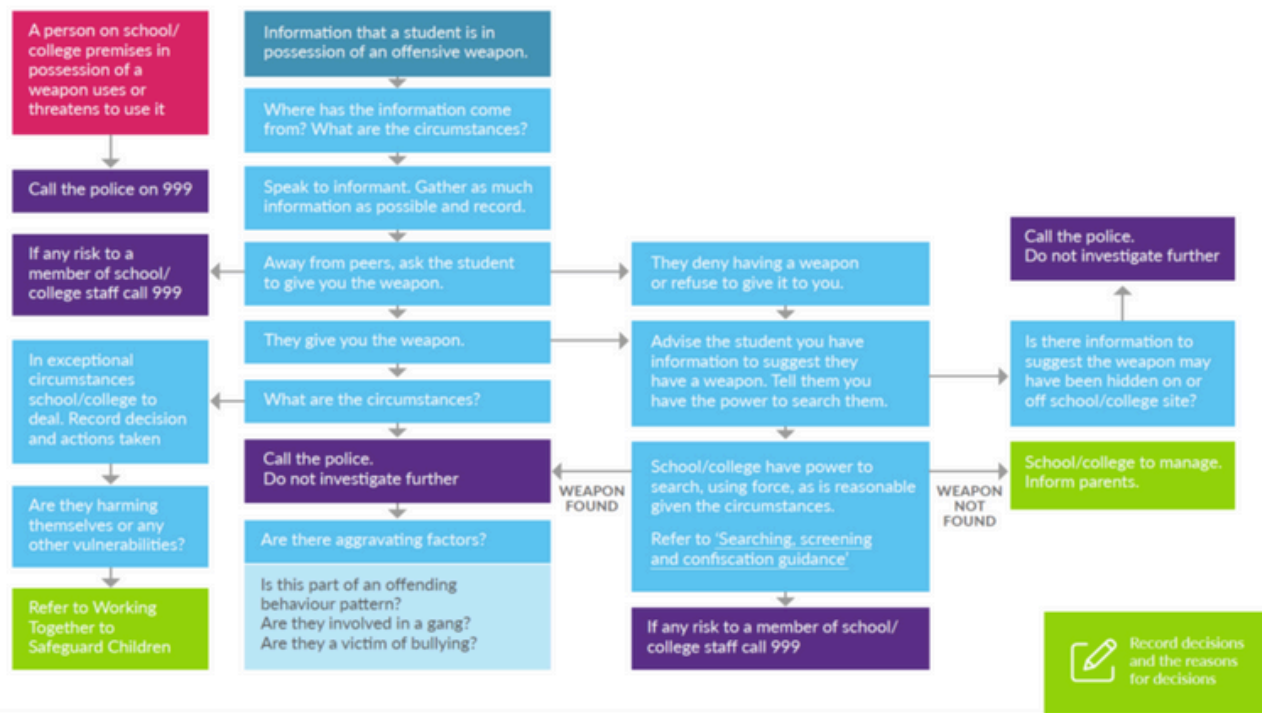 A person on school/
college premises in
possession of a
weapon uses or
threatens to use it
Call the police on 999
If any risk to a
member of school/
college staff call 999
In exceptional
circumstances
school/college to
deal. Record decision
and actions taken
Are they harming
themselves or any
other vulnerabilities?
Refer to Working
Together to
Safeguard Children
Information that a student is in
possession of an offensive weapon.
Where has the information come
from? What are the circumstances?
Speak to informant. Gather as much
information as possible and record.
Away from peers, ask the student
to give you the weapon.
They give you the weapon.
What are the circumstances?
Call the police.
Do not investigate further
Are there aggravating factors?
Is this part of an offending
behaviour pattern?
Are they involved in a gang?
Are they a victim of bullying?
They deny having a weapon
or refuse to give it to you.
Advise the student you have
information to suggest they
have a weapon. Tell them you
have the power to search them.
WEAPON
FOUND
School/college have power to
search, using force, as is reasonable
given the circumstances.
Refer to 'Searching, screening
and confiscation guidance'
WEAPON
NOT
FOUND
If any risk to a member of school/
college staff call 999
Call the police.
Do not investigate further
Is there information to
suggest the weapon may
have been hidden on or
off school/college site?
School/college to manage.
Inform parents.
Record decisions
and the reasons
for decisions